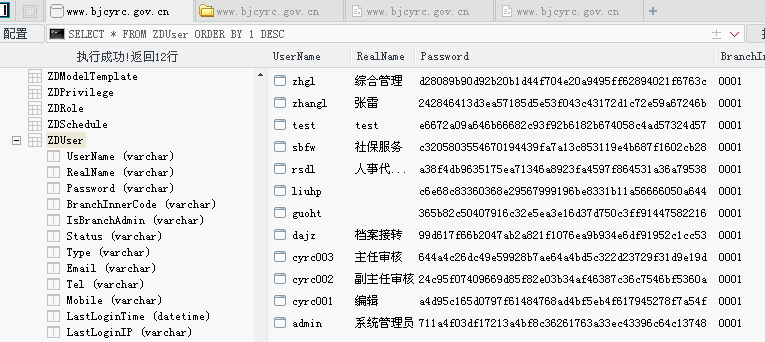 www.bjcyrc.gov.cn www.bjcyrc.gov.cn www.bjcyrc.gov.cn www.bjcyrc.gov.cn +
配置 SELECT * FROM ZDUser ORDER BY 1 DESC
执行成功!返回12行
ZDModelTemplate
ZDPrivilege
ZDRole
ZDSchedule
ZDUser
UserName (varchar)
RealName (varchar)
Password (varchar)
BranchInnerCode (varchar)
IsBranchAdmin (varchar)
Status (varchar)
Type (varchar)
Email (varchar)
Tel (varchar)
Mobile (varchar)
LastLoginTime (datetime)
LastLoginIP (varchar)
UserName RealName Password BranchIn
zhgl 综合管理 d28089b90d92b20b1d44f704e20a9495ff62894021f6763c 0001
zhangl 张雷 242846413d3ea57185d5e53f043c43172d1c72e59a67246b 0001
test test e6672a09a646b66682c93f92b6182b674058c4ad57324d57 0001
sbfw 社保服务 c3205803554670194439fa7a13c853119e4b687f1602cb28 0001
rsdl 人事代... a38f4db9635175ea71346a8923fa4597f864531a36a79538 0001
liuhp c6e68c83360368e29567999196be8331b11a56666050a644 0001
guoht 365b82c50407916c32e5ea3e16d37d750c3ff91447582216 0001
dajz 档案接转 99d617f66b2047ab2a821f1076ea9b934e6df91952c1cc53 0001
cyrc003 主任审核 644a4c26dc49e59928b7ae64a4bd5c322d23729f31d9e19d 0001
cyrc002 副主任审核 24c95f07409669d85f82e03b34af46387c36c7546bf5360a 0001
cyrc001 编辑 a4d95c165d0797f61484768ad4bf5eb4f617945278f7a54f 0001
admin 系统管理员 711a4f03df17213a4bf8c36261763a33ec43396c64c13748 0001